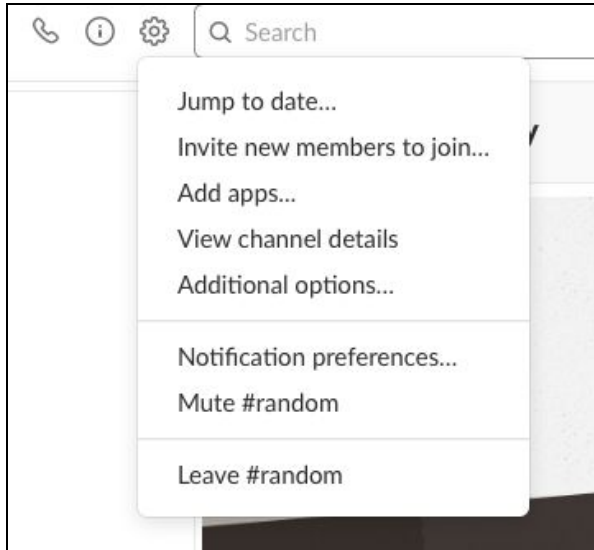 Search
Jump to date...
Invite new members to join...
Add apps...
View channel details
Additional options...
Notification preferences...
Mute #random
Leave #random